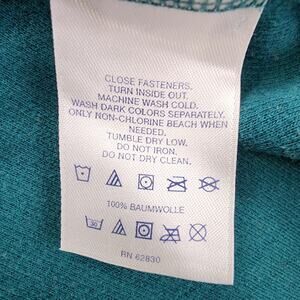 CLOSE FASTENERS.
TURN INSIDE OUT.
MACHINE WASH COLD.
WASH DARK COLORS SEPARATELY.
ONLY NON-CHLORINE BEACH WHEN
NEEDED.
TUMBLE DRY LOW.
DO NOT IRON.
DO NOT DRY CLEAN.
100% BAUMWOLLE
30
RN 62830